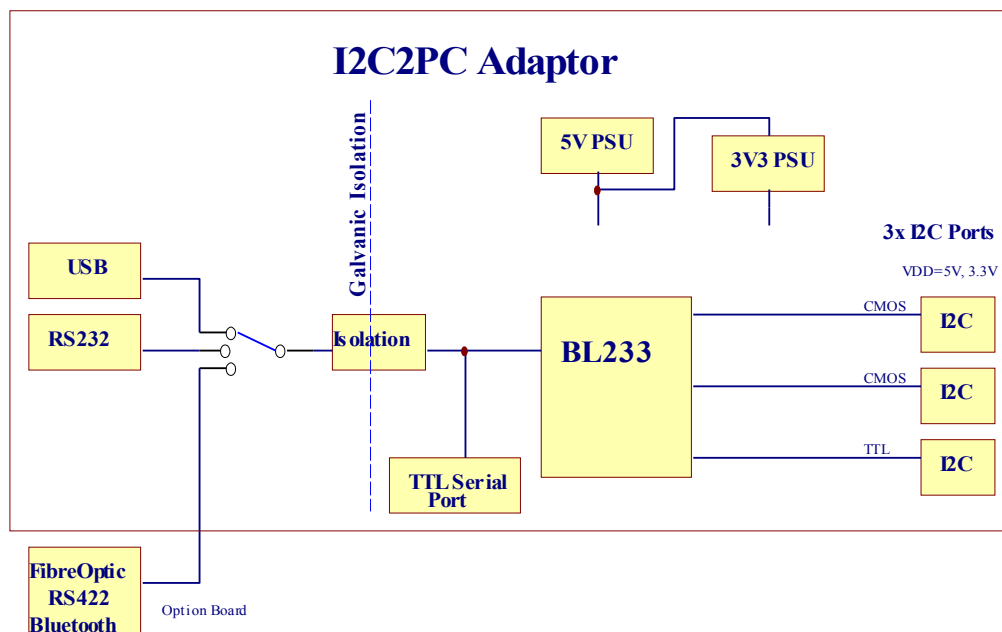 I2C2PC Adaptor
Galvanic Isolation
5V PSU
3V3 PSU
3x I2C Ports
VDD=5V, 3.3V
USB
RS232
Isolation
BL233
CMOS
I2C
CMOS
I2C
TTL
I2C
TTL Serial
Port
FibreOptic
RS422
Bluetooth
Option Board